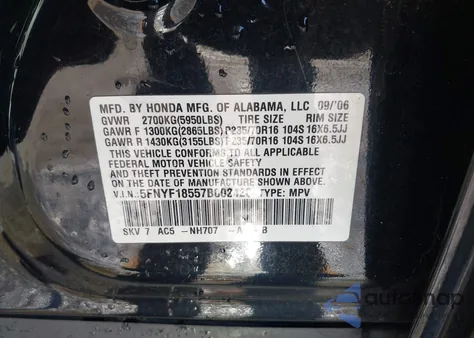 MFD. BY HONDA MFG. OF ALABAMA, LLC 09/'06
GVWR 2700KG(5950LBS) TIRE SIZE RIM SIZE
GAWR F 1300KG(2865LBS) P235/70R16 104S 16X6.5JJ
GAWR R 1430KG(3155LBS) P235/70R16 104S 16X6.5JJ
THIS VEHICLE CONFORMS TO ALL APPLICABLE
FEDERAL MOTOR VEHICLE SAFETY
AND THEFT PREVENTION STANDARDS IN
EFFECT ON THE DATE OF MANUFACTURE
SHOWN ABOVE.
V.I.N.: TYPE: MPV
SKV 7 AC5 -NH707 -A -B